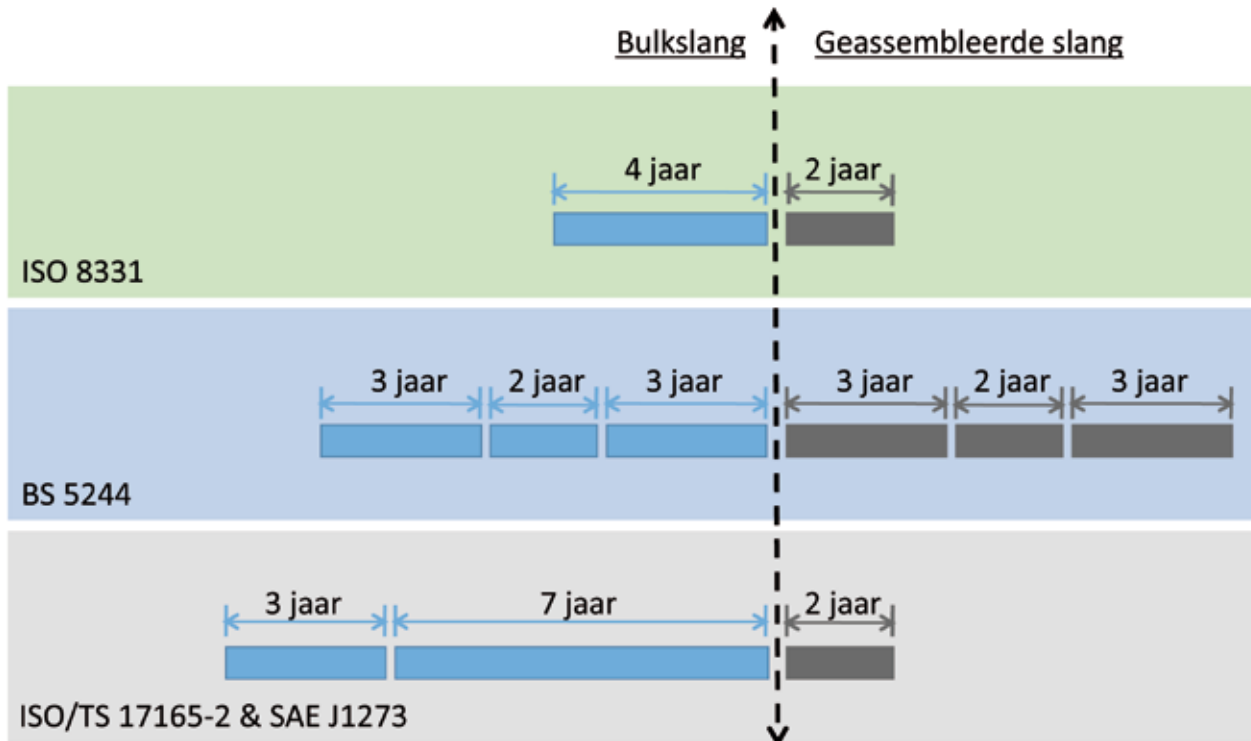 Bulkslang Geassembleerde slang
4 jaar 2 jaar
ISO 8331
3 jaar 2 jaar 3 jaar 3 jaar 2 jaar 3 jaar
BS 5244
3 jaar 7 jaar 2 jaar
ISO/TS 17165-2 & SAE J1273